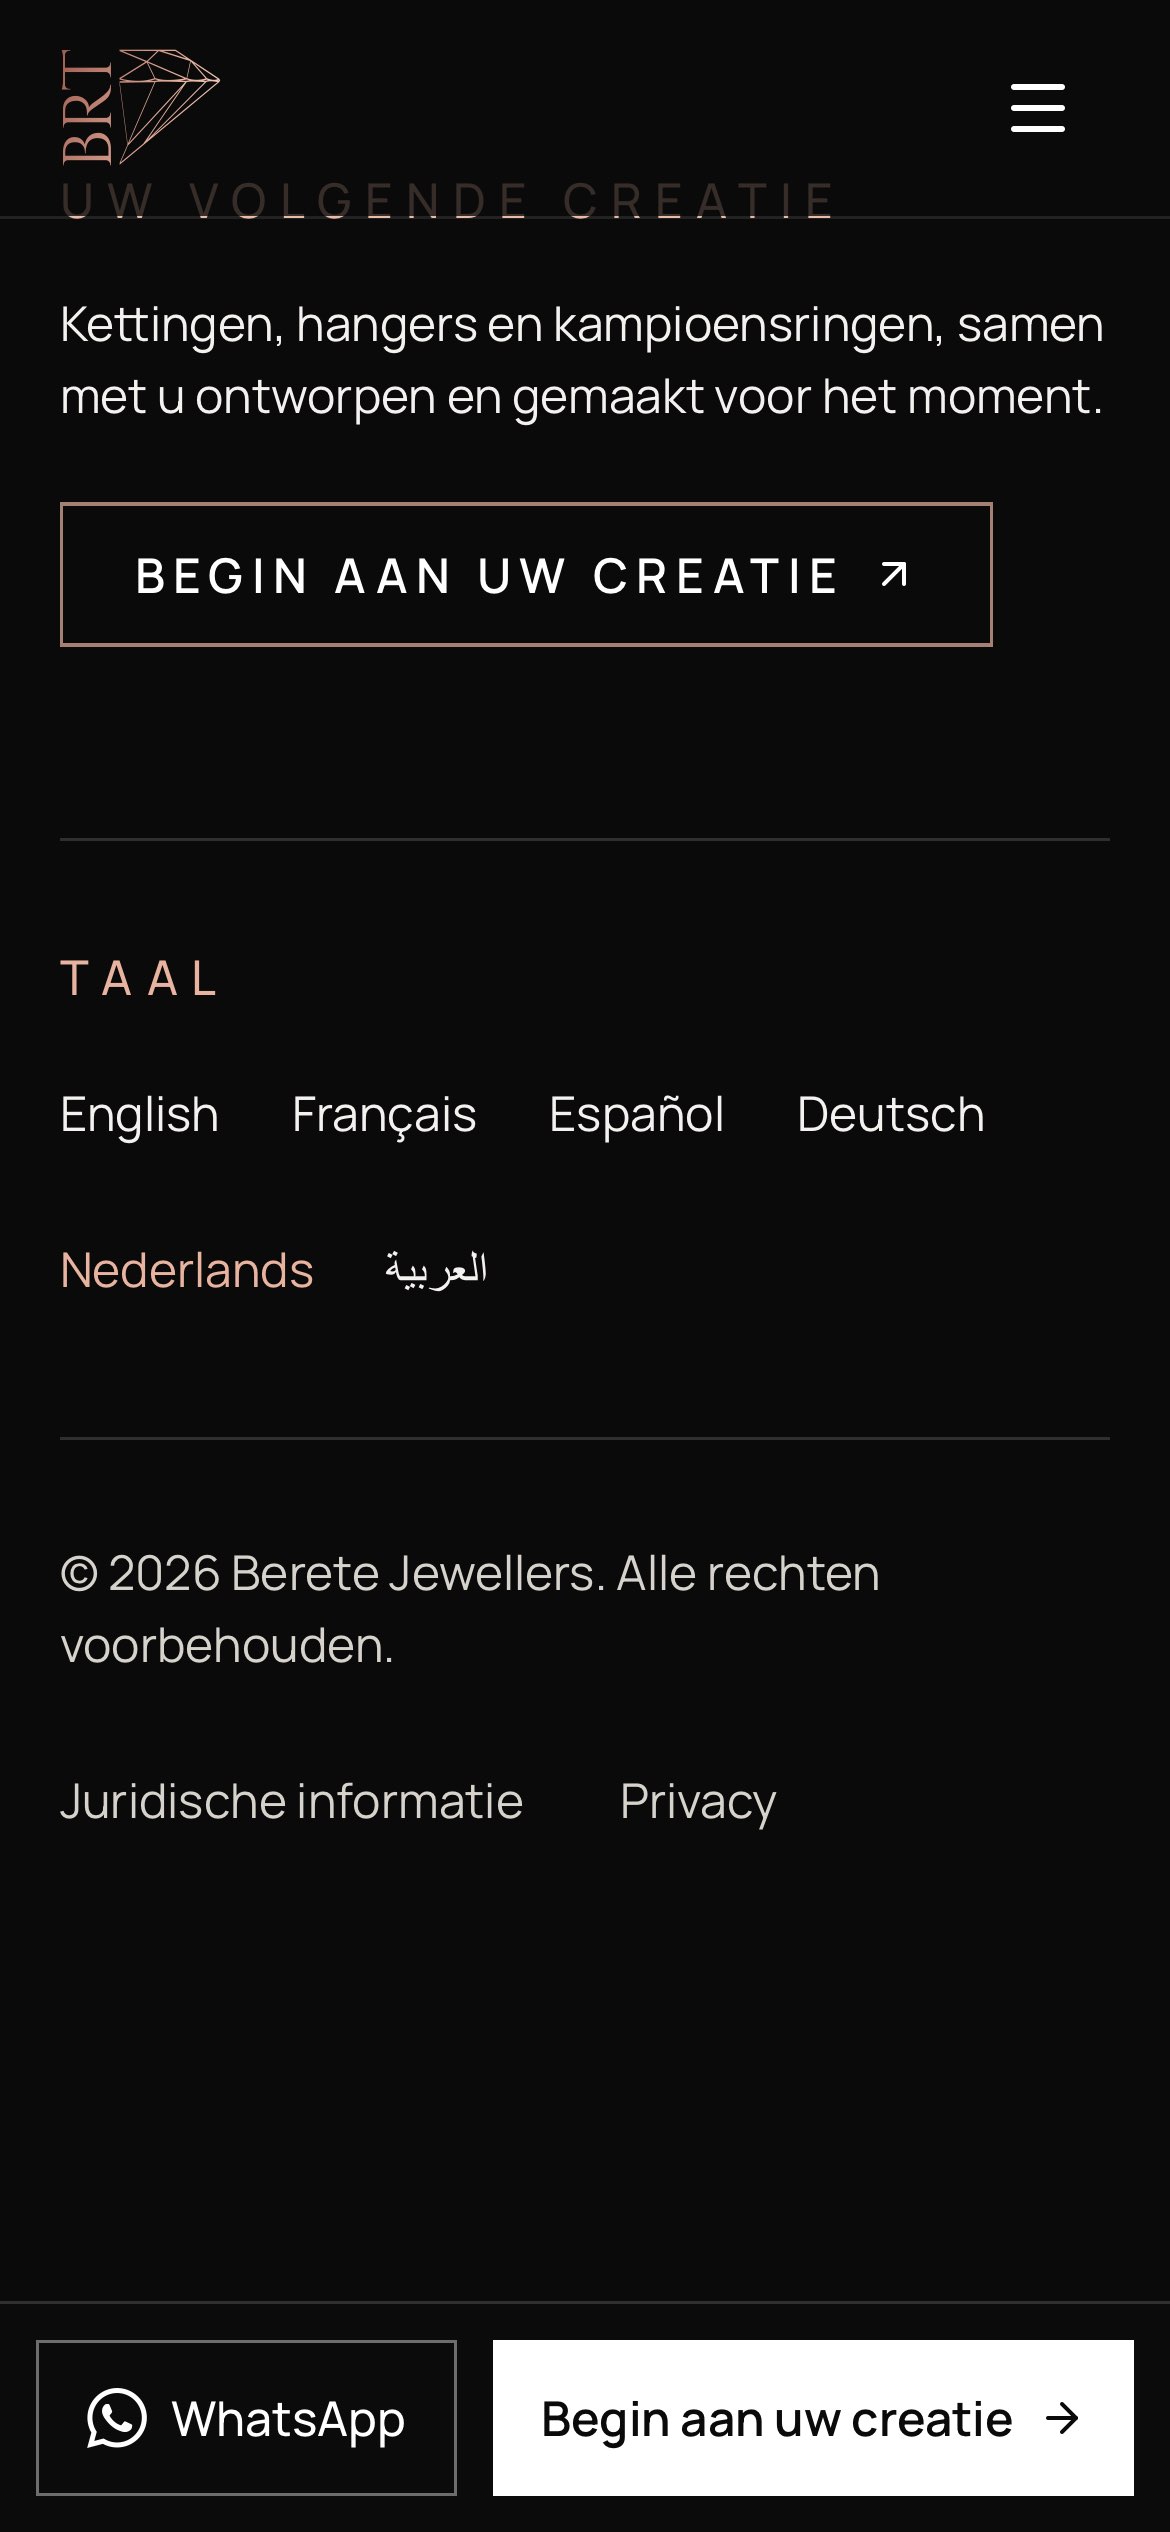 BRT
UW VOLGENDE CREATIE
Kettingen, hangers en kampioensringen, samen
met u ontworpen en gemaakt voor het moment.
BEGIN AAN UW CREATIE
TAAL
English Français Español Deutsch
Nederlands العربية
© 2026 Berete Jewellers. Alle rechten
voorbehouden.
Juridische informatie Privacy
WhatsApp Begin aan uw creatie